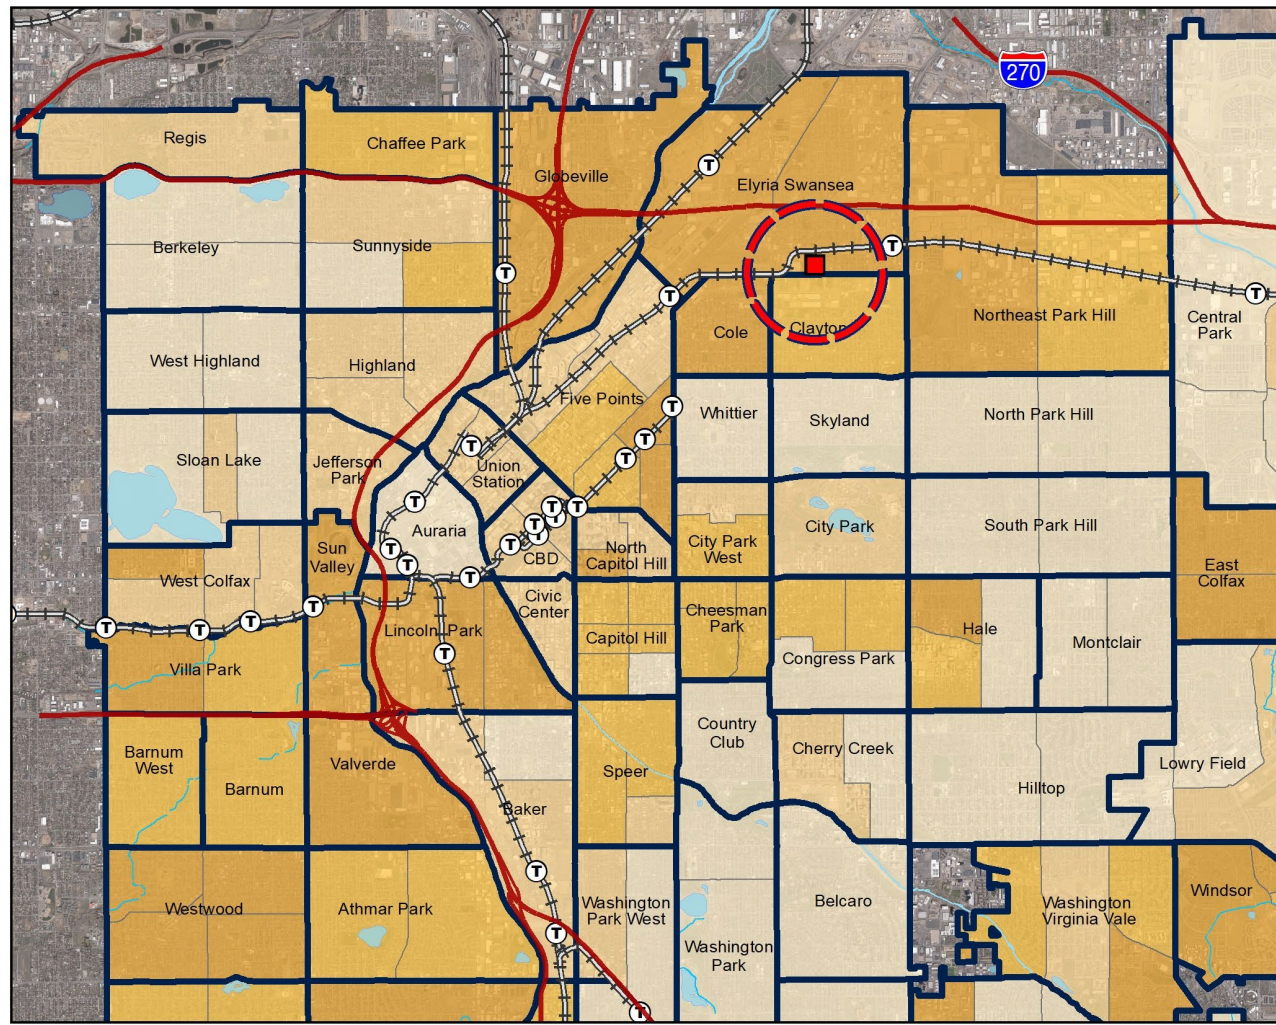 270
Regis
Chaffee Park
Globeville
Elyria Swansea
Berkeley
Sunnyside
T
T
T
T
T
Northeast Park Hill
Central
Park
Cole
Clayton
West Highland
Highland
Five Points
T
Whittier
Skyland
North Park Hill
Sloan Lake
Jefferson
Park
T
Union
Station
T
T
T
Auraria
T
T
T
T
T
T
T
CBD
T
T
T
North
Capitol Hill
City Park
West
City Park
South Park Hill
East
Colfax
Sun
Valley
West Colfax
Civic
Center
T
T
T
T
Lincoln Park
T
Capitol Hill
Cheesman
Park
Congress Park
Hale
Montclair
Villa Park
Barnum
West
Barnum
Valverde
Baker
Speer
Country
Club
Cherry Creek
Hilltop
Lowry Field
T
Westwood
Athmar Park
T
Washington
Park West
Washington
Park
Belcaro
Washington
Virginia Vale
Windsor
T